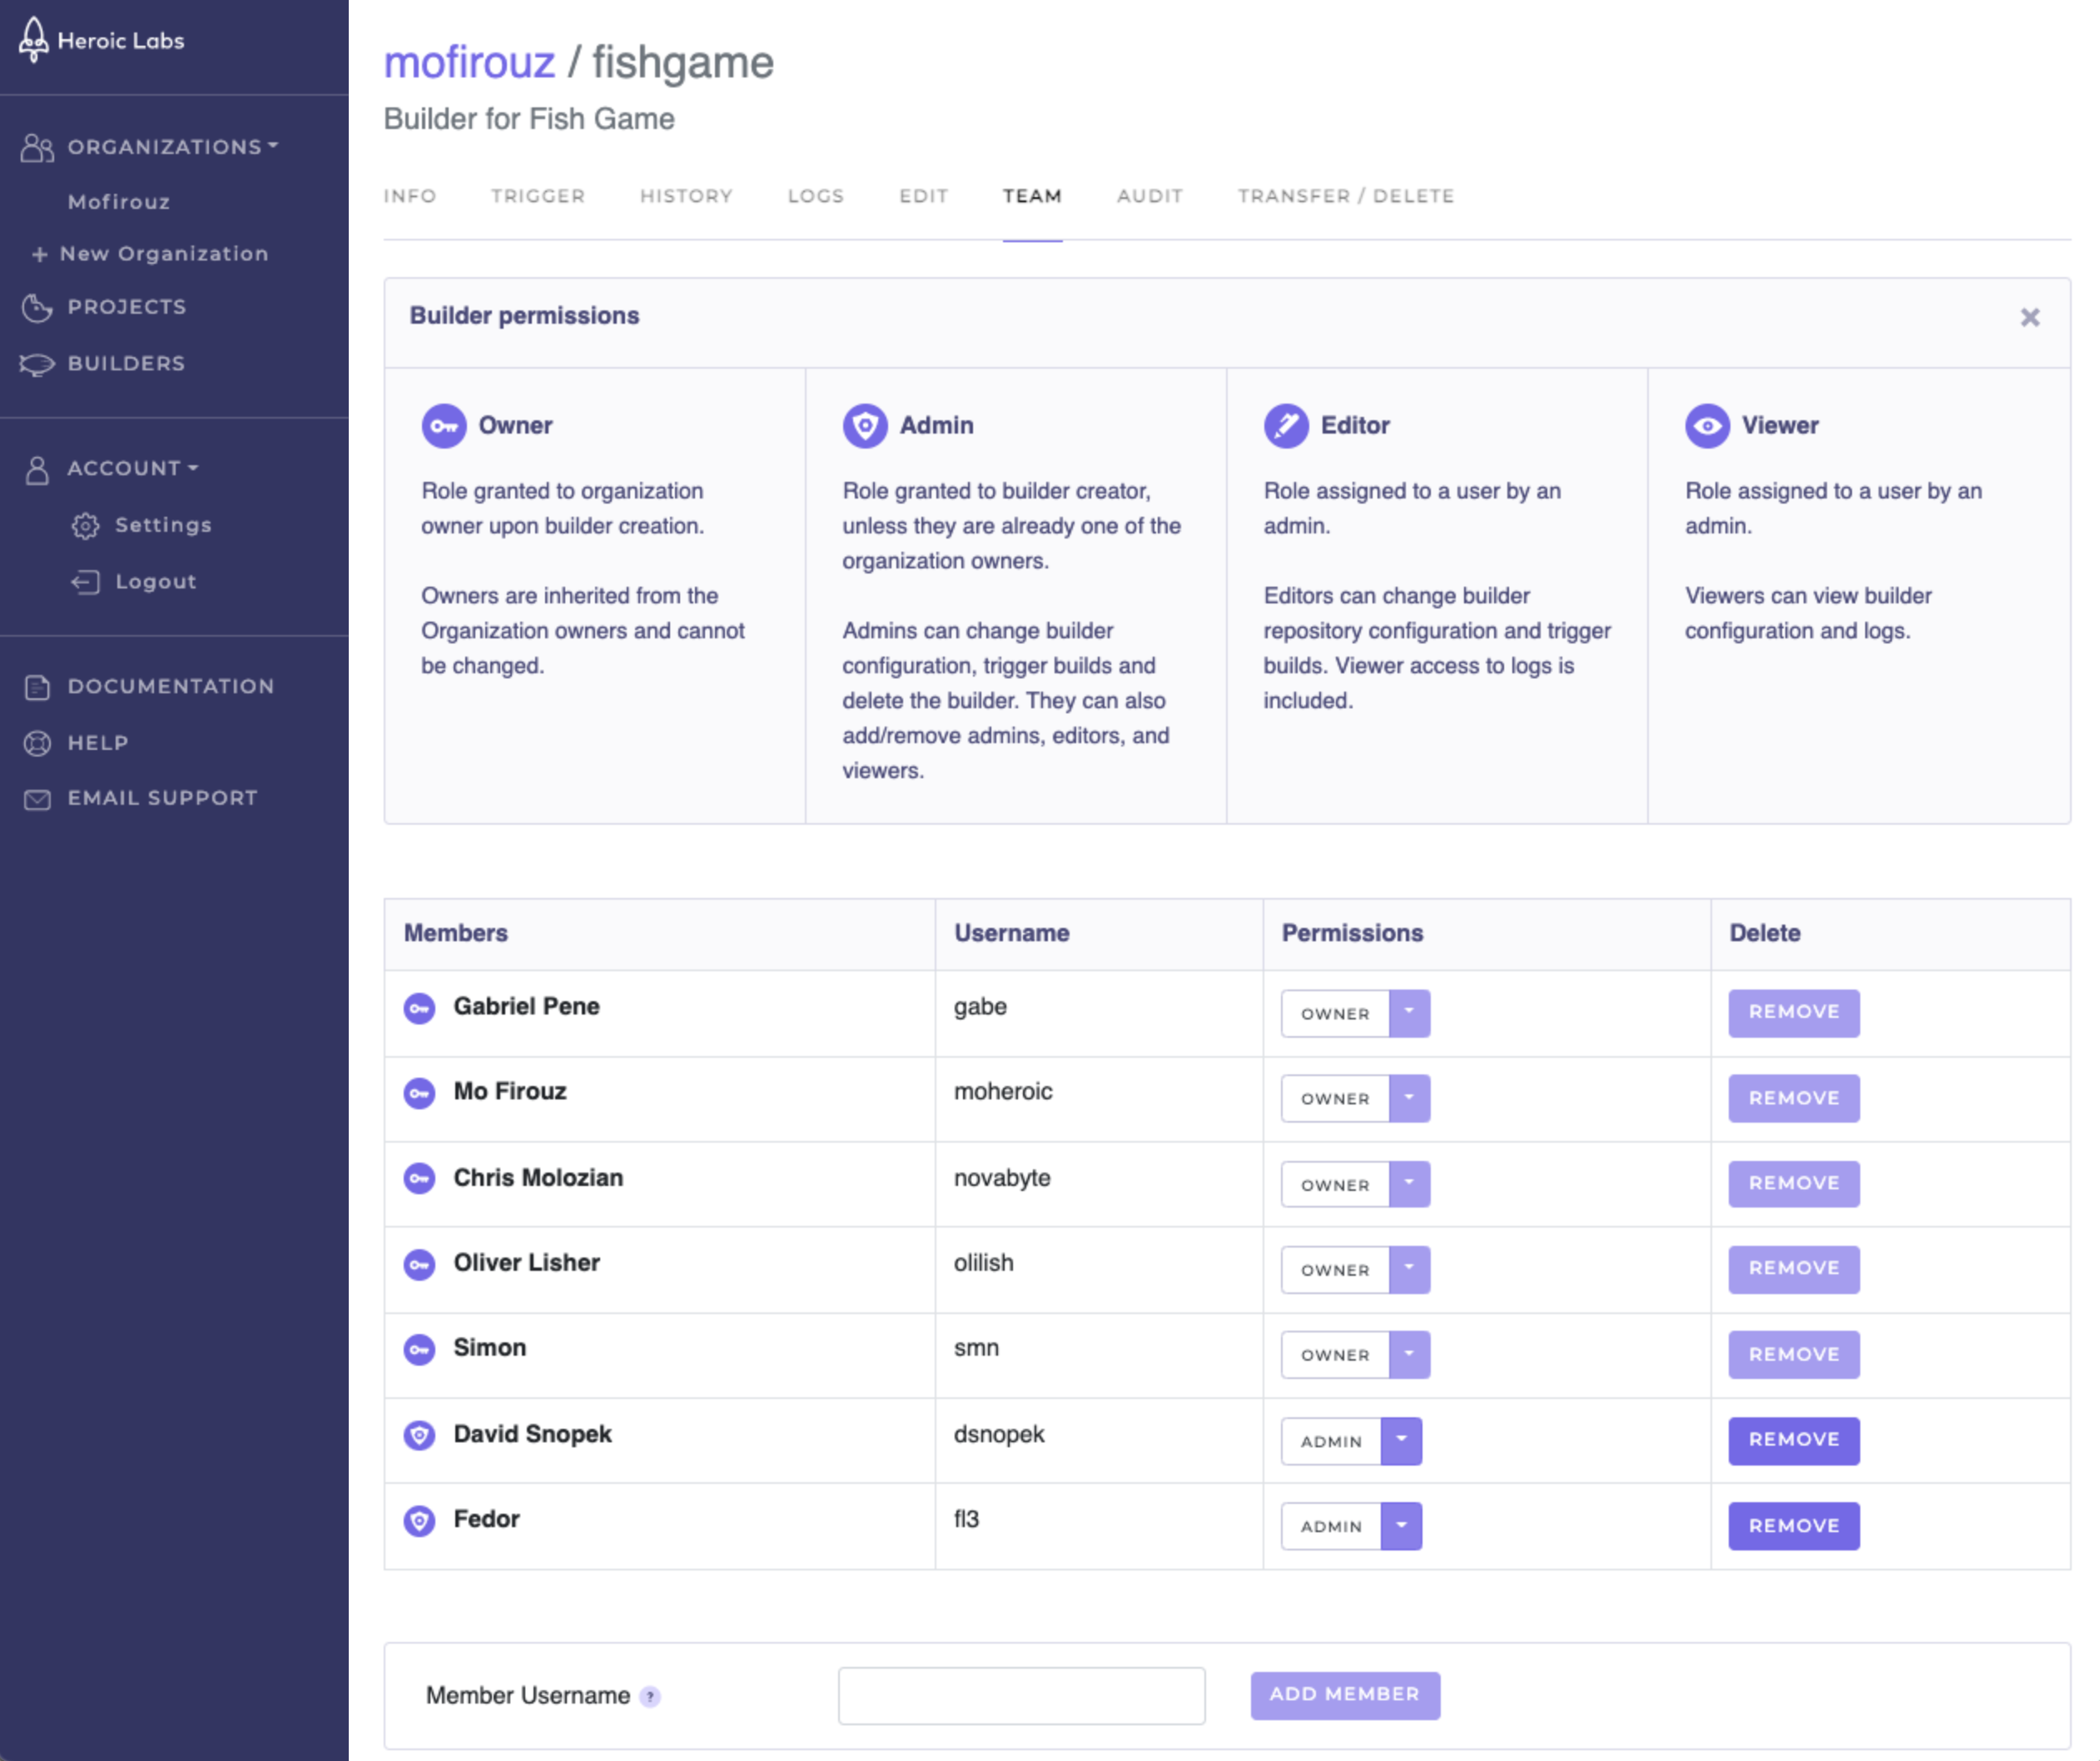 Heroic Labs
ORGANIZATIONS
Mofirouz
+ New Organization
PROJECTS
BUILDERS
ACCOUNT
Settings
Logout
DOCUMENTATION
HELP
EMAIL SUPPORT
mofirouz / fishgame
Builder for Fish Game
INFO TRIGGER HISTORY LOGS EDIT TEAM AUDIT TRANSFER / DELETE
Builder permissions
Owner
Role granted to organization
owner upon builder creation.
Owners are inherited from the
Organization owners and cannot
be changed.
Admin
Role granted to builder creator,
unless they are already one of the
organization owners.
Admins can change builder
configuration, trigger builds and
delete the builder. They can also
add/remove admins, editors, and
viewers.
Editor
Role assigned to a user by an
admin.
Editors can change builder
repository configuration and trigger
builds. Viewer access to logs is
included.
Viewer
Role assigned to a user by an
admin.
Viewers can view builder
configuration and logs.
Members Username Permissions Delete
Gabriel Pene gabe OWNER REMOVE
Mo Firouz moheroic OWNER REMOVE
Chris Molozian novabyte OWNER REMOVE
Oliver Lisher olilish OWNER REMOVE
Simon smn OWNER REMOVE
David Snopek dsnopek ADMIN REMOVE
Fedor fl3 ADMIN REMOVE
Member Username ? ADD MEMBER